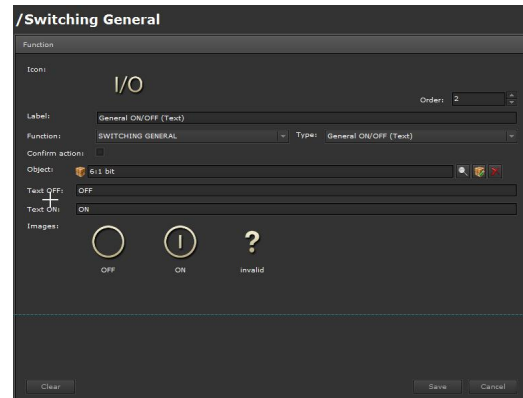 /Switching General
Function
Icon:
I/O
Order: 2
Label: General ON/OFF (Text)
Function: SWITCHING GENERAL Type: General ON/OFF (Text)
Confirm action:
Object: 6:1 bit
Text OFF: OFF
Text ON: ON
Images:
OFF ON invalid
Clear Save Cancel